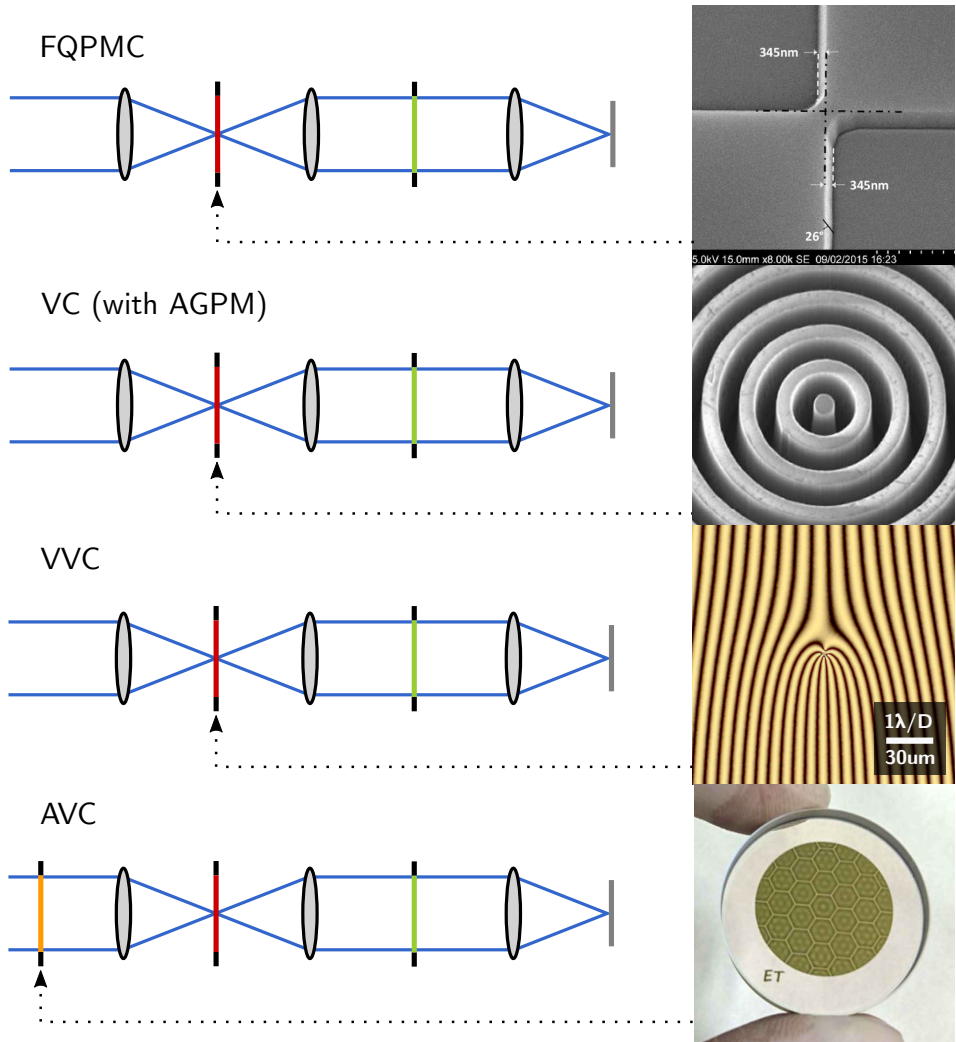 FQPMC
345nm
345nm
26°
5.0kV 15.0mm x8.00k SE 09/02/2015 16:23
VC (with AGPM)
VVC
1λ/D
30um
AVC
ET